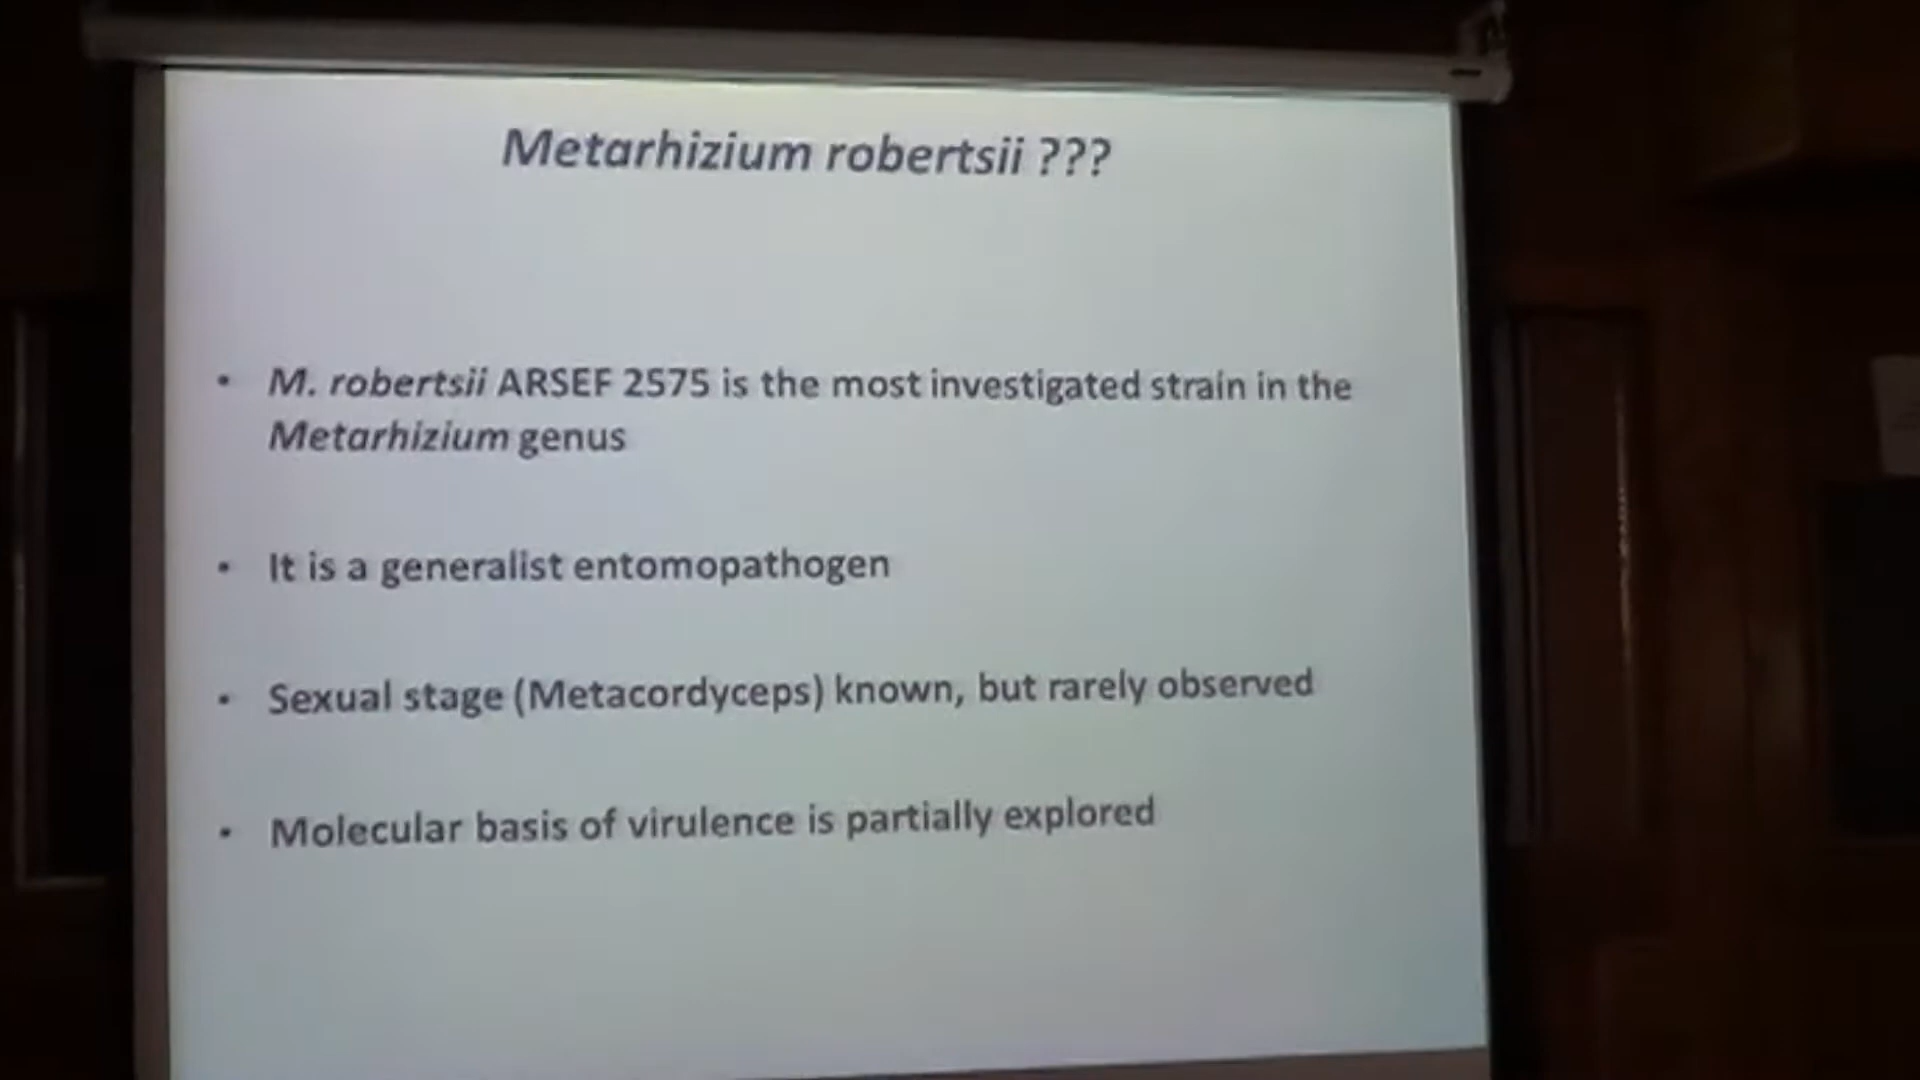 Metarhizium robertsii ???
• M. robertsii ARSEF 2575 is the most investigated strain in the
Metarhizium genus
• It is a generalist entomopathogen
• Sexual stage (Metacordyceps) known, but rarely observed
• Molecular basis of virulence is partially explored